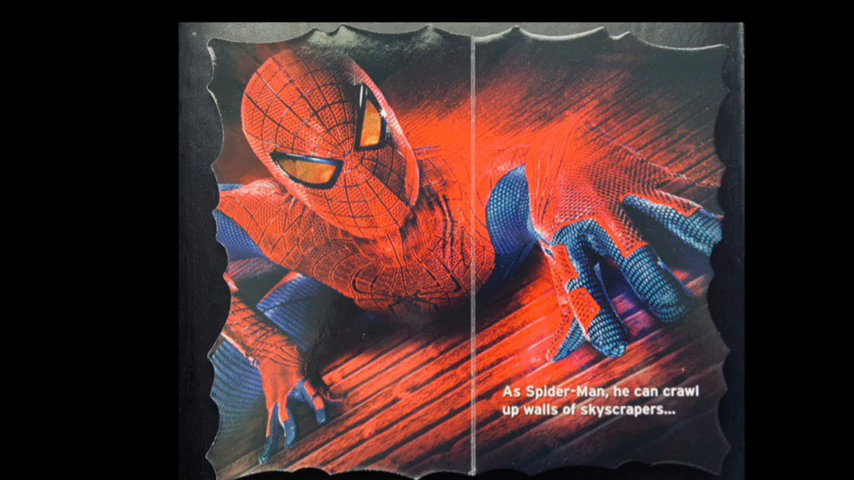 As Spider-Man, he can crawl
up walls of skyscrapers...